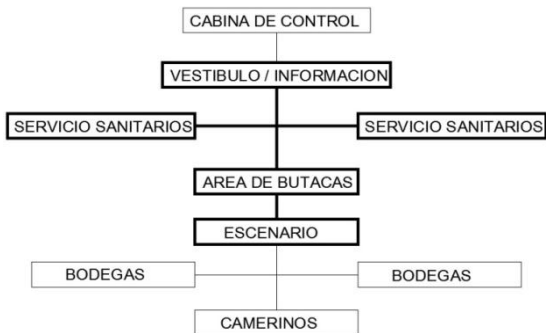 CABINA DE CONTROL
VESTIBULO / INFORMACION
SERVICIO SANITARIOS
SERVICIO SANITARIOS
AREA DE BUTACAS
ESCENARIO
BODEGAS
BODEGAS
CAMERINOS